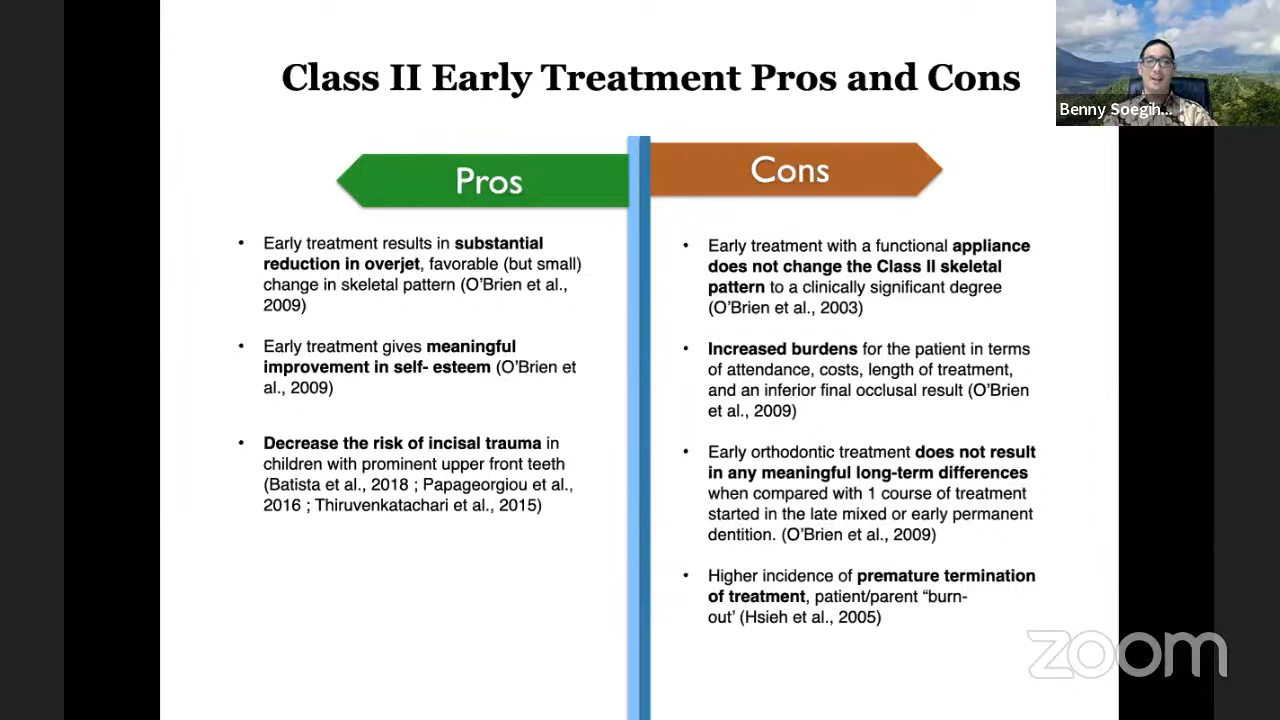 Class II Early Treatment Pros and Cons
Benny Soegih...
Pros
• Early treatment results in substantial
reduction in overjet, favorable (but small)
change in skeletal pattern (O’Brien et al.,
2009)
• Early treatment gives meaningful
improvement in self- esteem (O’Brien et
al., 2009)
• Decrease the risk of incisal trauma in
children with prominent upper front teeth
(Batista et al., 2018 ; Papageorgiou et al.,
2016 ; Thiruvenkatachari et al., 2015)
Cons
• Early treatment with a functional appliance
does not change the Class II skeletal
pattern to a clinically significant degree
(O’Brien et al., 2003)
• Increased burdens for the patient in terms
of attendance, costs, length of treatment,
and an inferior final occlusal result (O’Brien
et al., 2009)
• Early orthodontic treatment does not result
in any meaningful long-term differences
when compared with 1 course of treatment
started in the late mixed or early permanent
dentition. (O’Brien et al., 2009)
• Higher incidence of premature termination
of treatment, patient/parent “burn-
out’ (Hsieh et al., 2005)
zoom